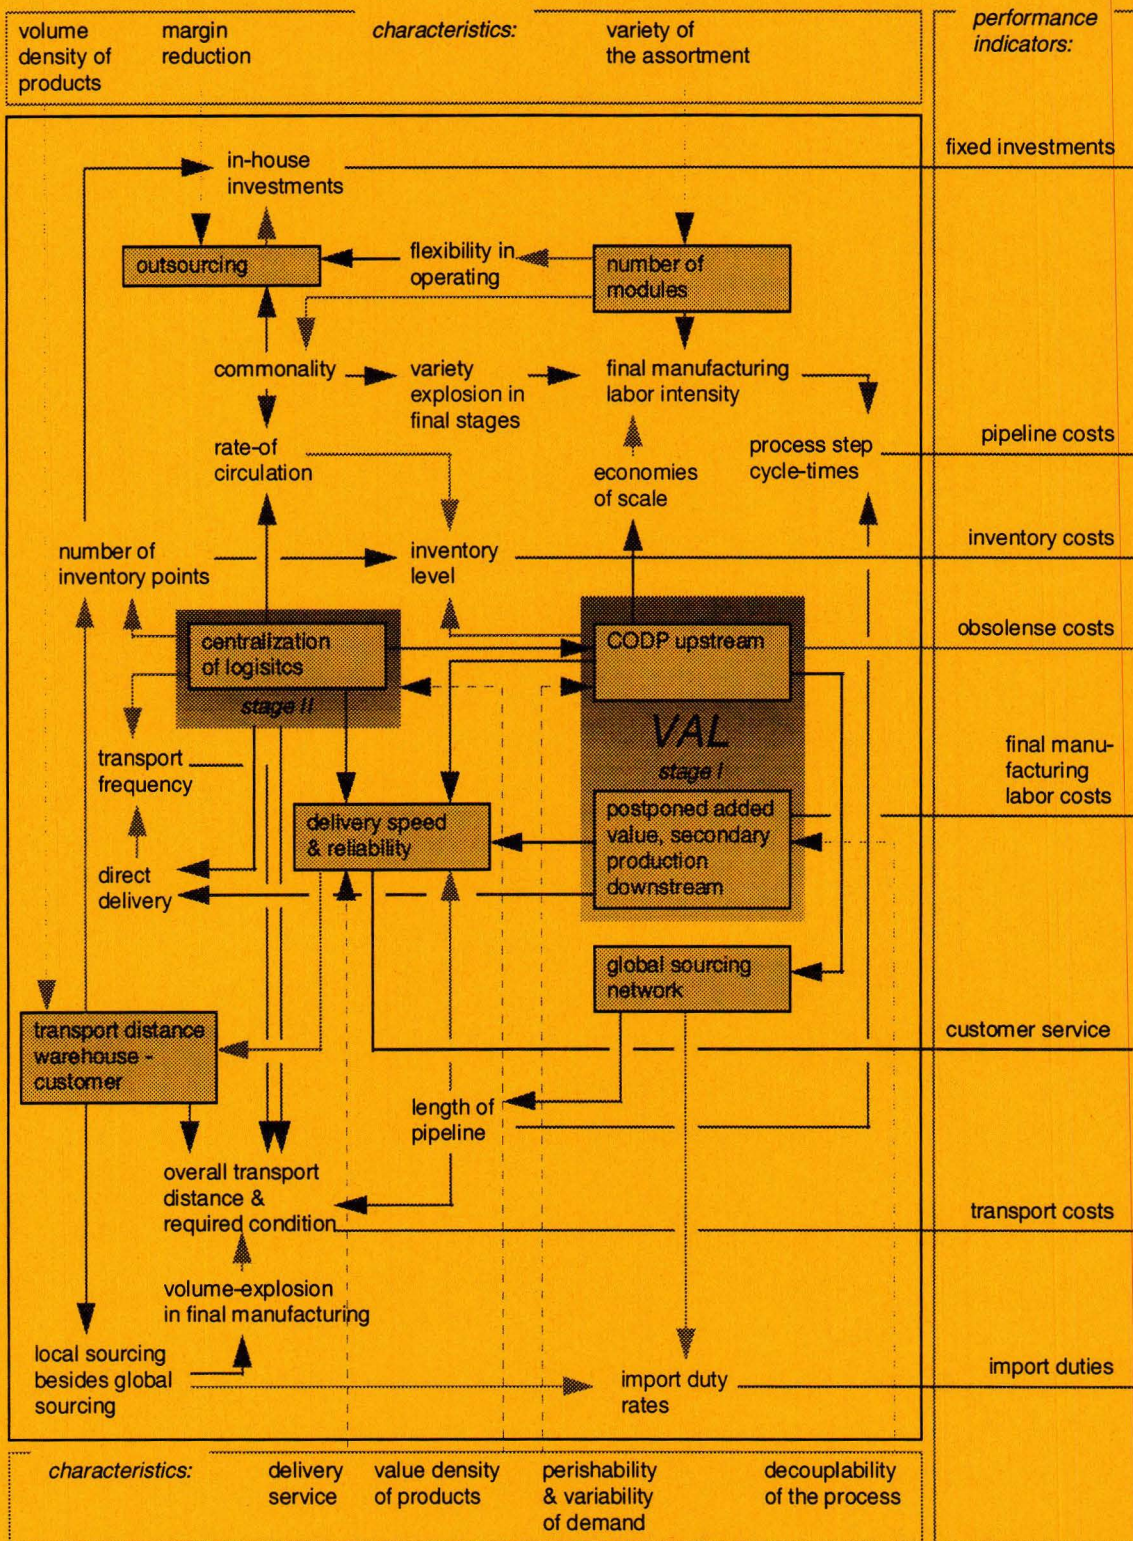 volume
density of
products
margin
reduction
characteristics:
variety of
the assortment
performance
indicators:
in-house
investments
fixed investments
outsourcing
flexibility in
operating
number of
modules
commonality
variety
explosion in
final stages
final manufacturing
labor intensity
rate-of
circulation
economies
of scale
process step
cycle-times
pipeline costs
number of
inventory points
inventory
level
inventory costs
centralization
of logisitcs
stage II
CODP upstream
obsolense costs
VAL
stage I
transport
frequency
final manu-
facturing
labor costs
delivery speed
& reliability
postponed added
value, secondary
production
downstream
direct
delivery
global sourcing
network
transport distance
warehouse -
customer
customer service
length of
pipeline
overall transport
distance &
required condition
transport costs
volume-explosion
in final manufacturing
local sourcing
besides global
sourcing
import duty
rates
import duties
characteristics:
delivery
service
value density
of products
perishability
& variability
of demand
decouplability
of the process